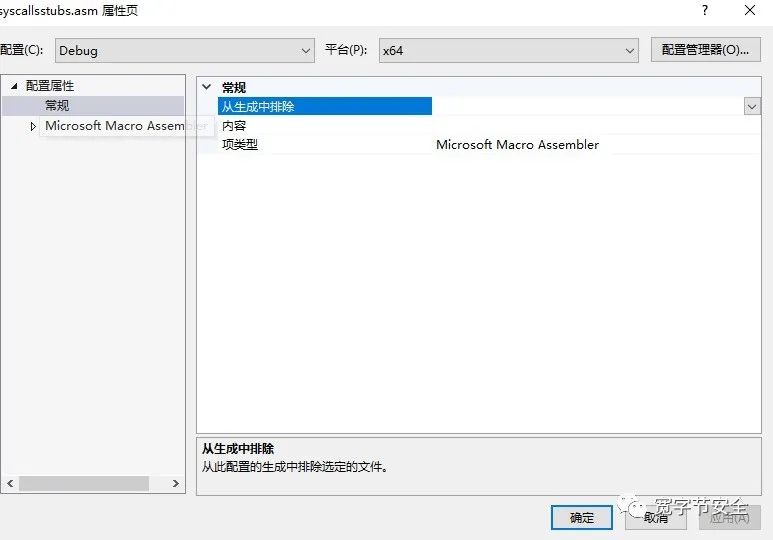 syscallsstubs.asm 属性页
配置(C): Debug 平台(P): x64 配置管理器(O)...
配置属性
常规
Microsoft Macro Assembler
常规
从生成中排除
内容
项类型 Microsoft Macro Assembler
从生成中排除
从此配置的生成中排除选定的文件。
确定 取消 应用(A)
宽字节安全